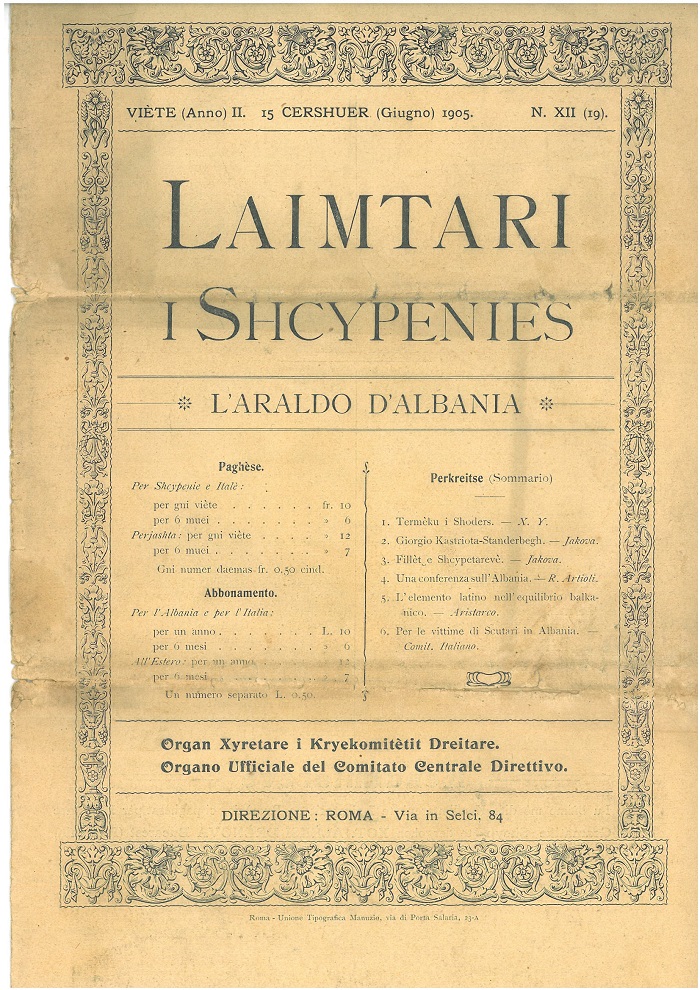 VIÈTE (Anno) II. 15 CERSHUER (Giugno) 1905. N. XII (19).
LAIMTARI
I SHCYPENIES
L'ARALDO D'ALBANIA
Paghèse.
Per Shcypenie e Italè:
per gni viète . . . . . . . fr. 10
per 6 muei . . . . . . . . » 6
Perjashta: per gni viète . . . . . » 12
per 6 muei . . . . . . . . » 7
Gni numer daemas fr. 0,50 cind.
Abbonamento.
Per l'Albania e per l'Italia:
per un anno . . . . . . . . L. 10
per 6 mesi . . . . . . . . » 6
All'Estero: per un anno. . . . . . » 12
per 6 mesi . . . . . . . . » 7
Un numero separato L. 0,50.
Perkreitse (Sommario)
1. Termèku i Shoders. — X. Y.
2. Giorgio Kastriota-Standerbegh. — Jakova.
3. Fillèt e Shcypetarevè. — Jakova.
4. Una conferenza sull'Albania. — R. Artioli.
5. L'elemento latino nell'equilibrio balka-
nico. — Aristarco.
6. Per le vittime di Scutari in Albania. —
Comit. Italiano.
Organ Xyretare i Kryekomitètit Dreitare.
Organo Ufficiale del Comitato Centrale Direttivo.
DIREZIONE: ROMA - Via in Selci. 84
Roma - Unione Tipografica Manuzio, via di Porta Salaria, 23-A